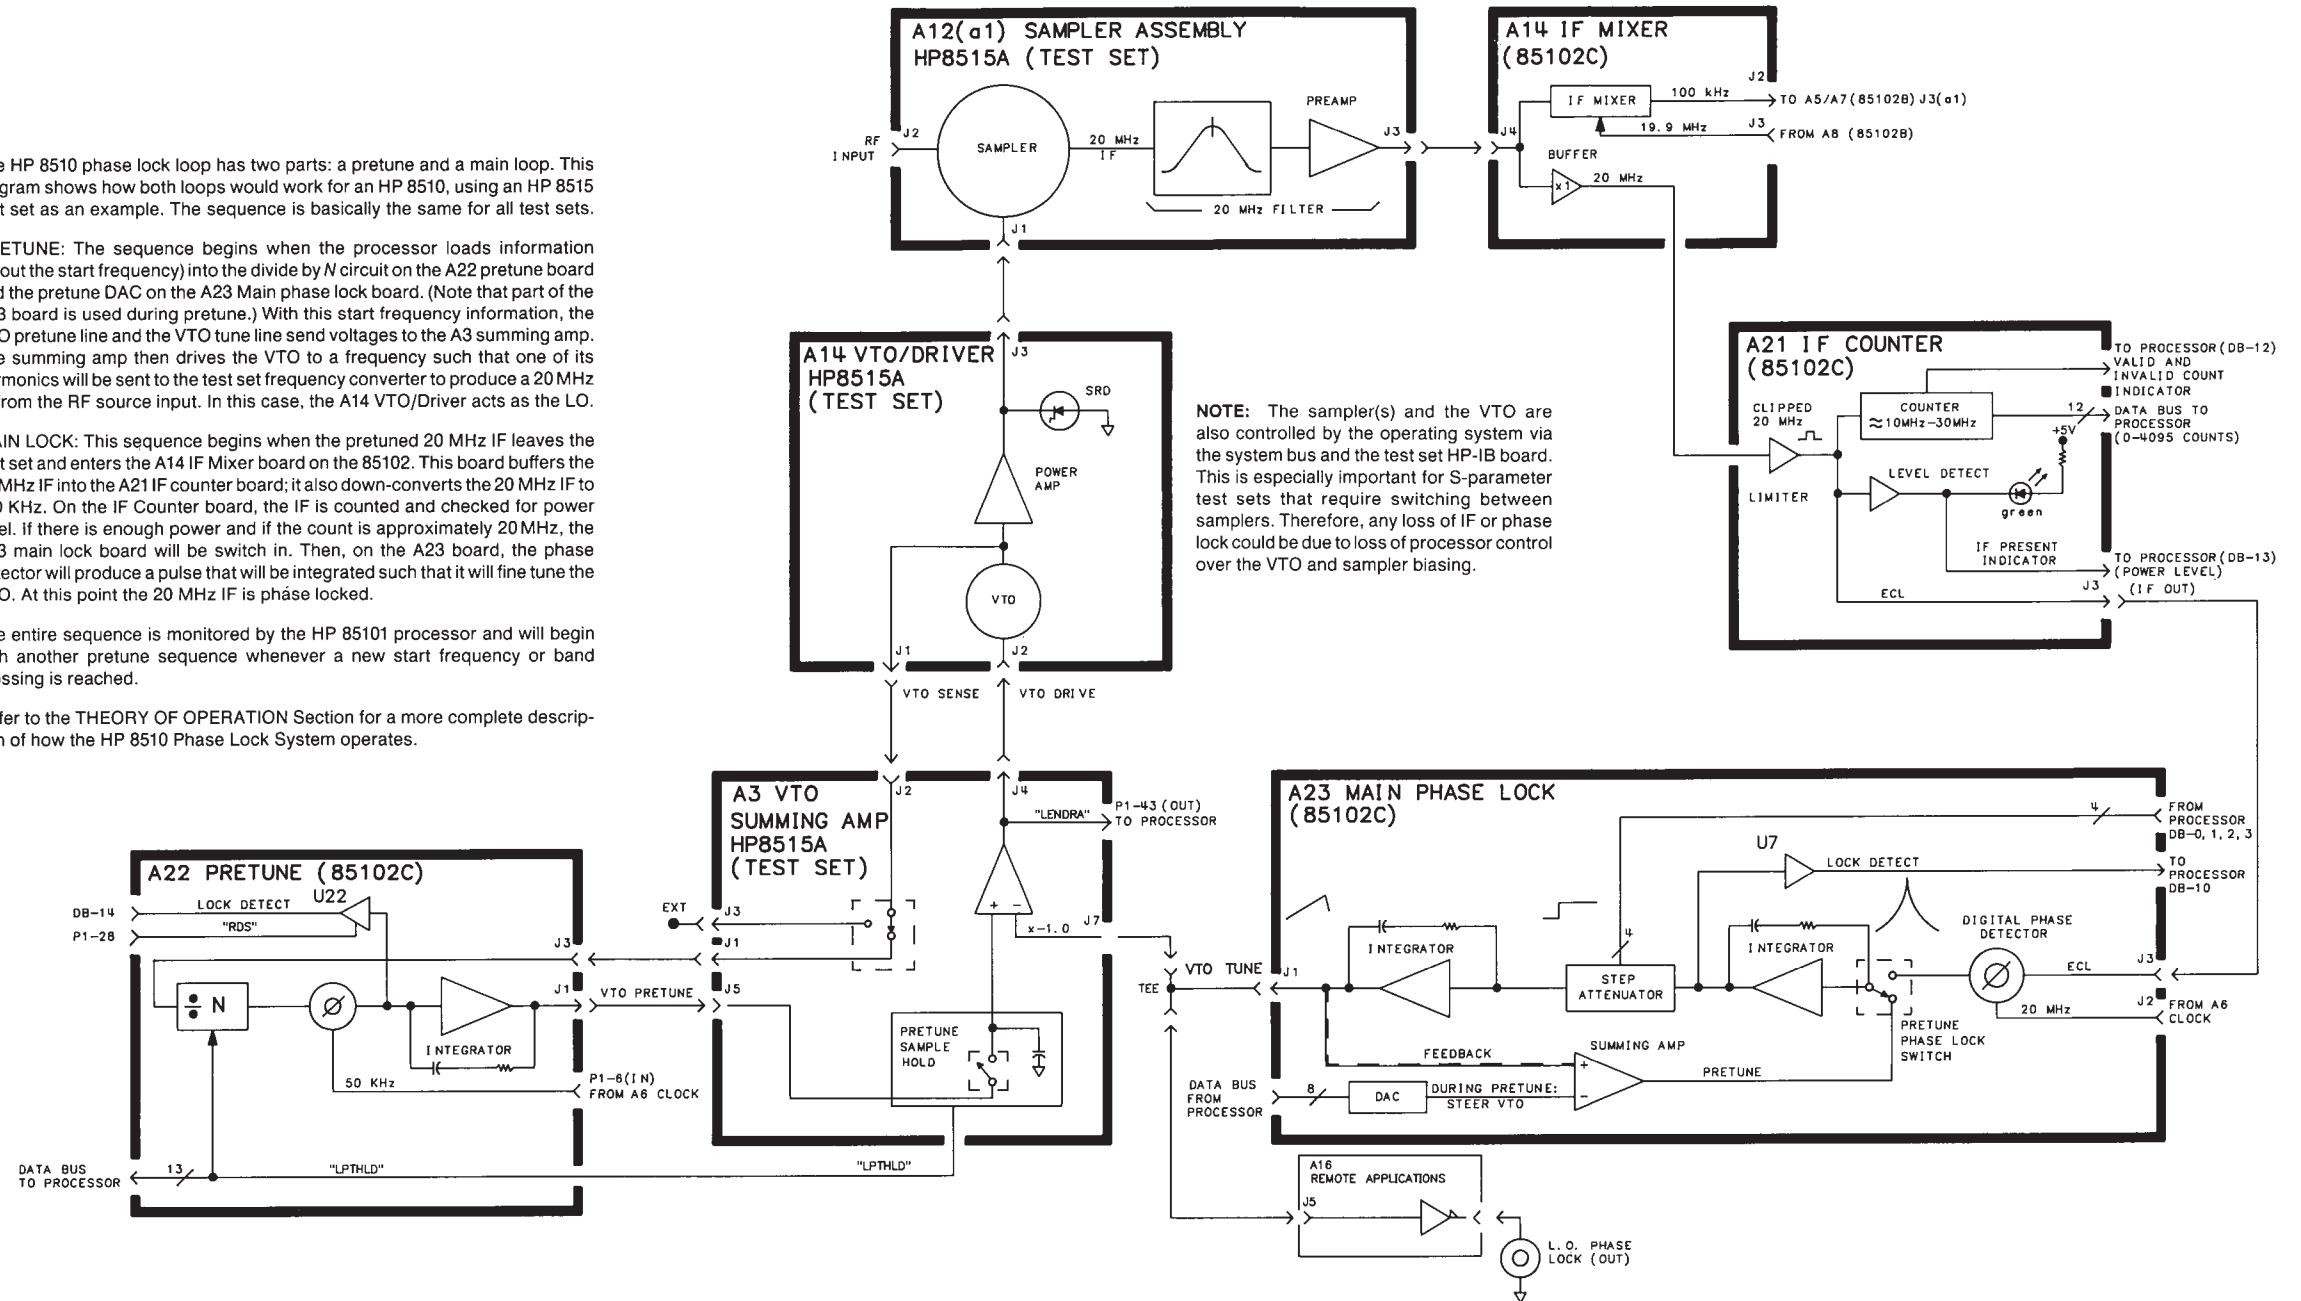 e HP 8510 phase lock loop has two parts: a pretune and a main loop. This
gram shows how both loops would work for an HP 8510, using an HP 8515
t set as an example. The sequence is basically the same for all test sets.
ETUNE: The sequence begins when the processor loads information
out the start frequency) into the divide by N circuit on the A22 pretune board
d the pretune DAC on the A23 Main phase lock board. (Note that part of the
3 board is used during pretune.) With this start frequency information, the
O pretune line and the VTO tune line send voltages to the A3 summing amp.
e summing amp then drives the VTO to a frequency such that one of its
rmonics will be sent to the test set frequency converter to produce a 20 MHz
from the RF source input. In this case, the A14 VTO/Driver acts as the LO.
AIN LOCK: This sequence begins when the pretuned 20 MHz IF leaves the
t set and enters the A14 IF Mixer board on the 85102. This board buffers the
MHz IF into the A21 IF counter board; it also down-converts the 20 MHz IF to
0 KHz. On the IF Counter board, the IF is counted and checked for power
el. If there is enough power and if the count is approximately 20 MHz, the
3 main lock board will be switch in. Then, on the A23 board, the phase
tector will produce a pulse that will be integrated such that it will fine tune the
O. At this point the 20 MHz IF is pháse locked.
e entire sequence is monitored by the HP 85101 processor and will begin
h another pretune sequence whenever a new start frequency or band
ssing is reached.
fer to the THEORY OF OPERATION Section for a more complete descrip-
n of how the HP 8510 Phase Lock System operates.
A12(a1) SAMPLER ASSEMBLY
HP8515A (TEST SET)
RF
INPUT
J2
SAMPLER
20 MHz
IF
PREAMP
J3
20 MHz FILTER
J1
A14 IF MIXER
(85102C)
J2
IF MIXER
100 kHz
TO A5/A7(85102B) J3(a1)
J3
19.9 MHz
FROM A8 (85102B)
J4
BUFFER
x1
20 MHz
A14 VTO/DRIVER
HP8515A
(TEST SET)
J3
SRD
POWER
AMP
VTO
J1
J2
VTO SENSE
VTO DRIVE
NOTE: The sampler(s) and the VTO are
also controlled by the operating system via
the system bus and the test set HP-IB board.
This is especially important for S-parameter
test sets that require switching between
samplers. Therefore, any loss of IF or phase
lock could be due to loss of processor control
over the VTO and sampler biasing.
A21 IF COUNTER
(85102C)
TO PROCESSOR(DB-12)
VALID AND
INVALID COUNT
INDICATOR
CLIPPED
20 MHz
COUNTER
≈10MHz-30MHz
12
DATA BUS TO
PROCESSOR
(0-4095 COUNTS)
+5V
LEVEL DETECT
LIMITER
green
IF PRESENT
INDICATOR
TO PROCESSOR(DB-13)
(POWER LEVEL)
J3
(IF OUT)
ECL
A3 VTO
SUMMING AMP
HP8515A
(TEST SET)
J2
J4
"LENDRA"
P1-43(OUT)
TO PROCESSOR
+
−
x-1.0
J7
EXT
J3
J1
J5
PRETUNE
SAMPLE
HOLD
A22 PRETUNE (85102C)
U22
DB-14
LOCK DETECT
P1-28
"RDS"
J3
÷ N
Ø
J1
VTO PRETUNE
INTEGRATOR
50 KHz
P1-6(IN)
FROM A6 CLOCK
DATA BUS
TO PROCESSOR
13
"LPTHLD"
"LPTHLD"
A23 MAIN PHASE LOCK
(85102C)
4
FROM
PROCESSOR
DB-0, 1, 2, 3
U7
LOCK DETECT
TO
PROCESSOR
DB-10
INTEGRATOR
4
INTEGRATOR
DIGITAL PHASE
DETECTOR
VTO TUNE
J1
TEE
STEP
ATTENUATOR
Ø
ECL
J3
J2
FROM A6
CLOCK
20 MHz
PRETUNE
PHASE LOCK
SWITCH
FEEDBACK
SUMMING AMP
+
−
PRETUNE
DATA BUS
FROM
PROCESSOR
8
DAC
DURING PRETUNE:
STEER VTO
A16
REMOTE APPLICATIONS
J5
L.O. PHASE
LOCK (OUT)